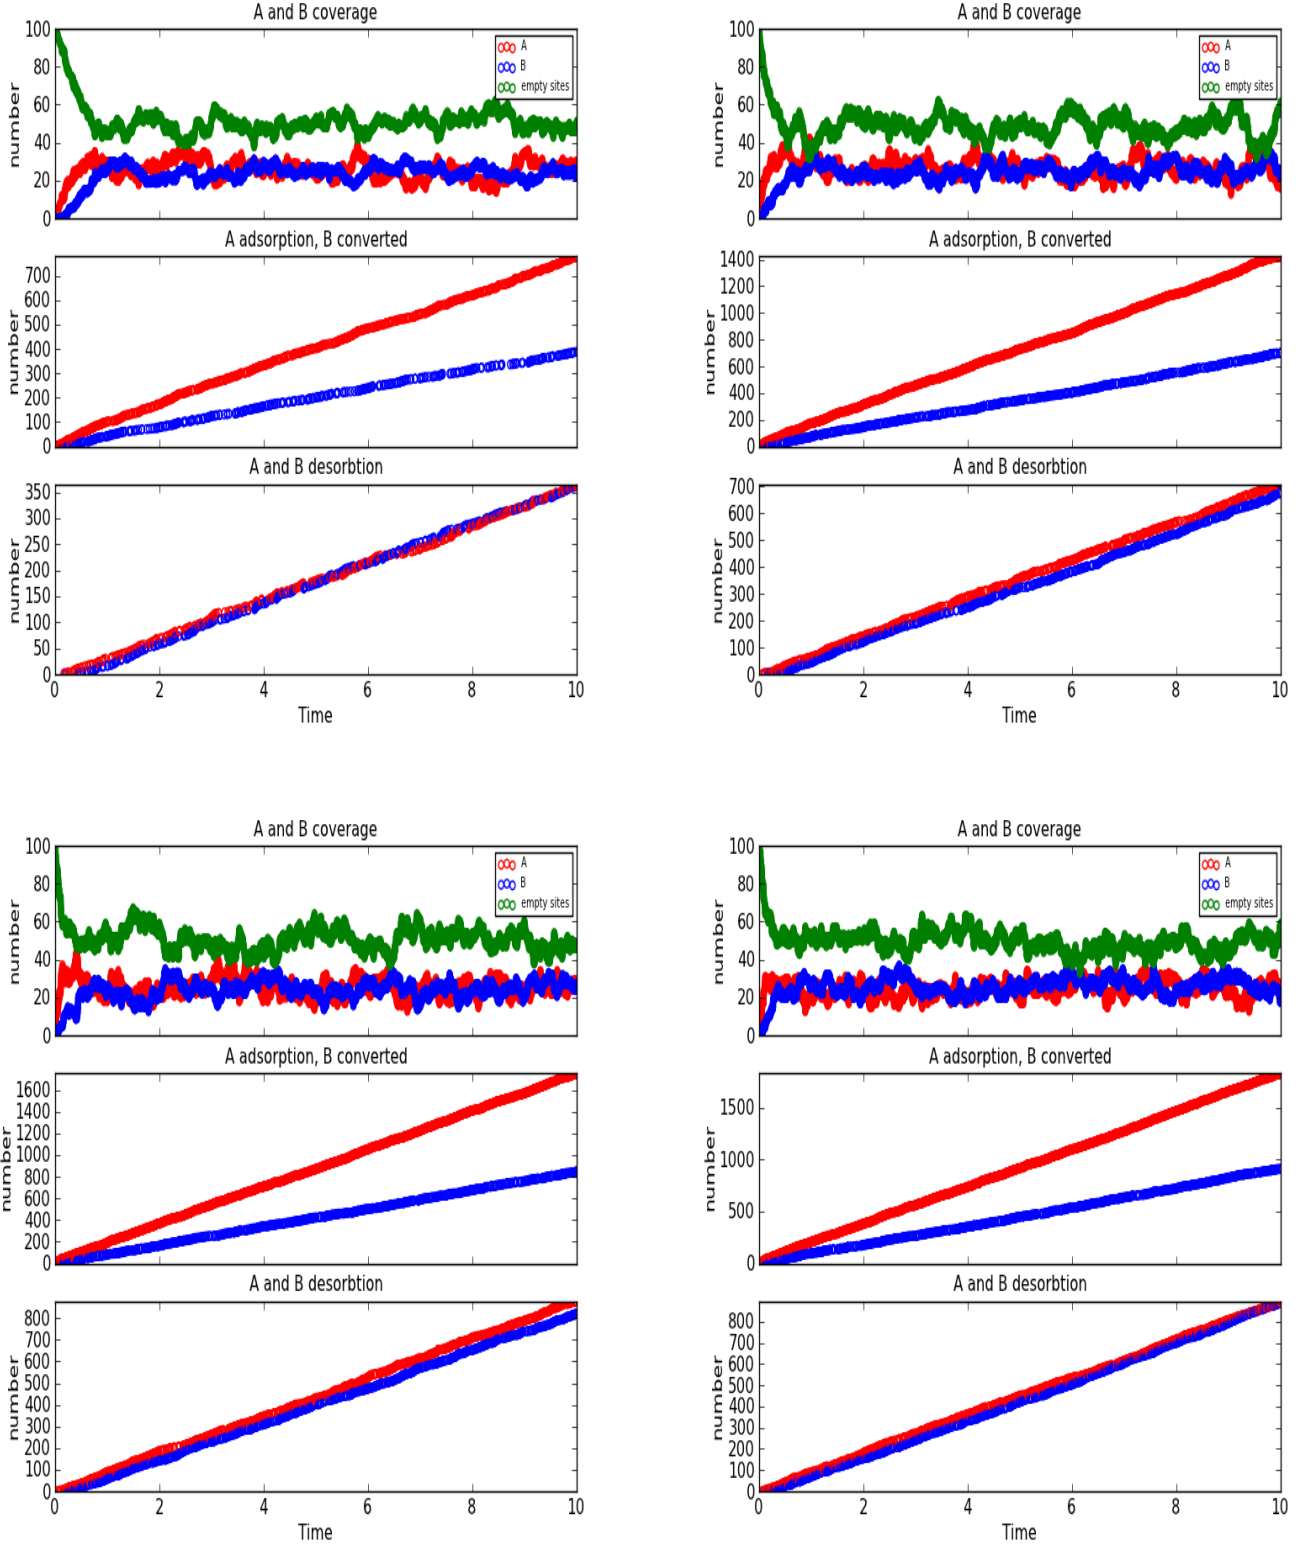 A and B coverage
number
100
80
60
40
20
0
A
B
empty sites
A adsorption, B converted
number
700
600
500
400
300
200
100
0
A and B desorbtion
number
350
300
250
200
150
100
50
0
0 2 4 6 8 10
Time
A and B coverage
number
100
80
60
40
20
0
A
B
empty sites
A adsorption, B converted
number
1400
1200
1000
800
600
400
200
0
A and B desorbtion
number
700
600
500
400
300
200
100
0
0 2 4 6 8 10
Time
A and B coverage
number
100
80
60
40
20
0
A
B
empty sites
A adsorption, B converted
number
1600
1400
1200
1000
800
600
400
200
0
A and B desorbtion
number
800
700
600
500
400
300
200
100
0
0 2 4 6 8 10
Time
A and B coverage
number
100
80
60
40
20
0
A
B
empty sites
A adsorption, B converted
number
1500
1000
500
0
A and B desorbtion
number
800
700
600
500
400
300
200
100
0
0 2 4 6 8 10
Time